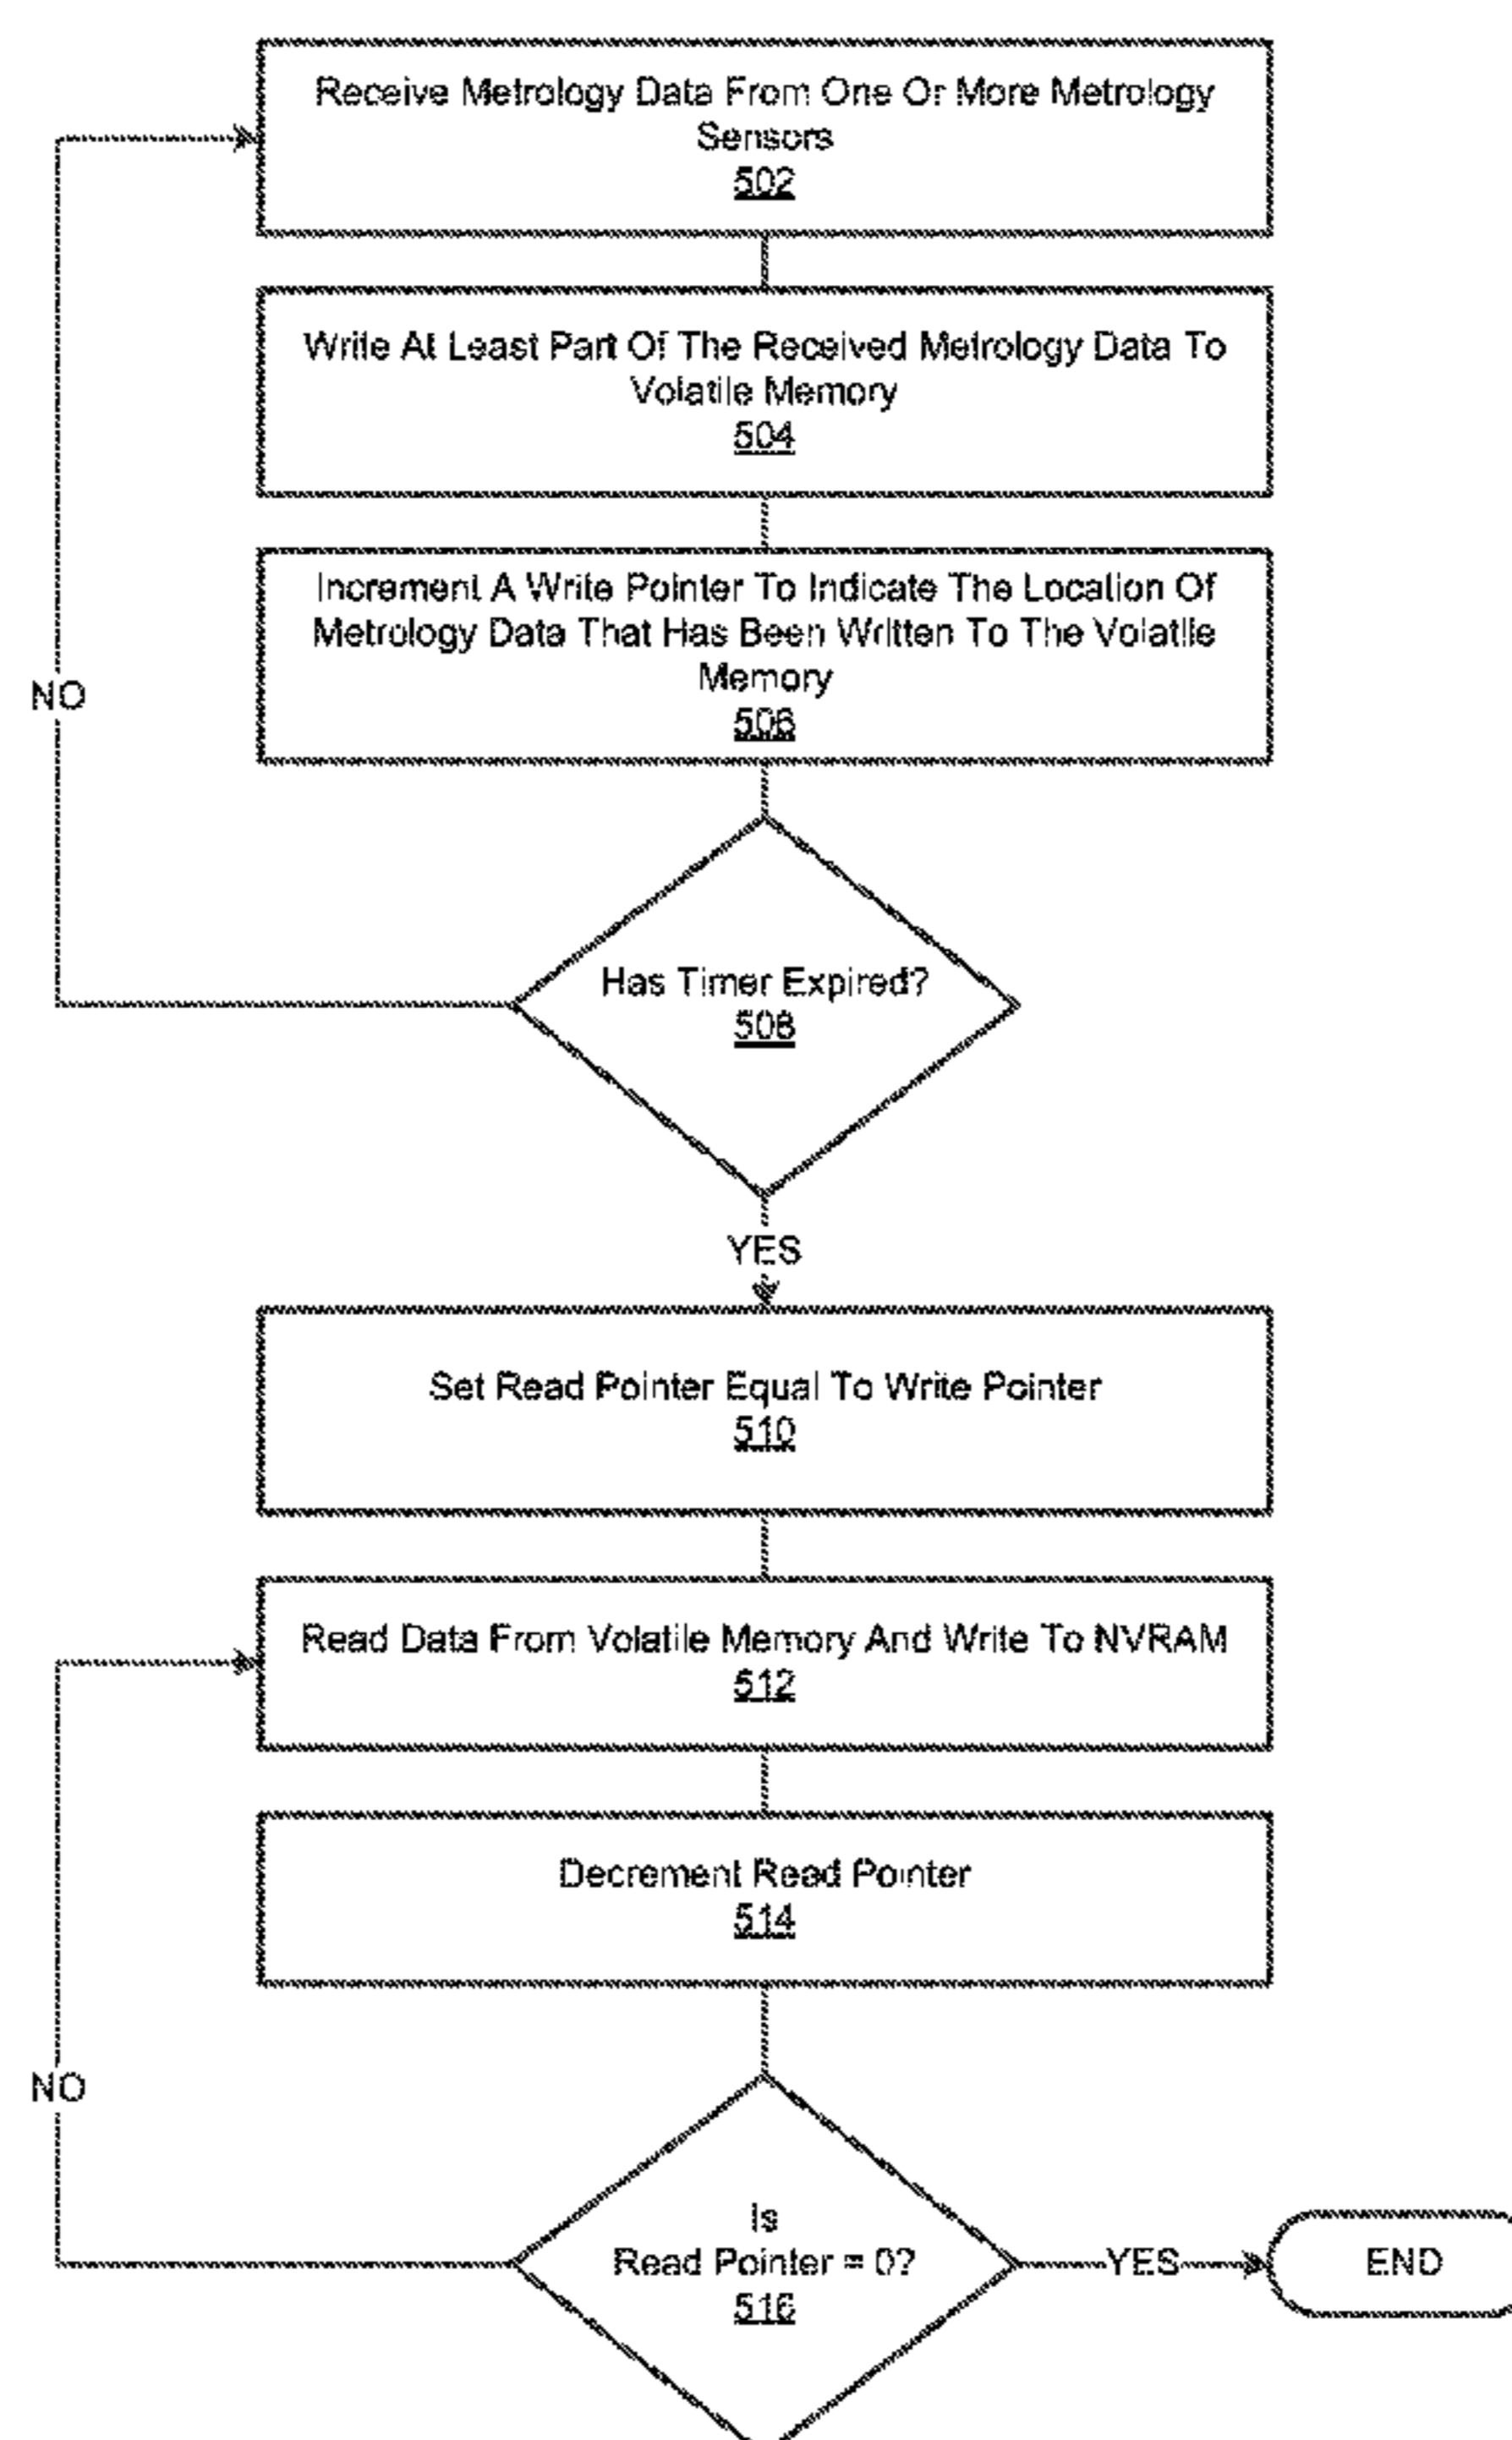 Receive Metrology Data From One Or More Metrology
Sensors
502
Write At Least Part Of The Received Metrology Data To
Volatile Memory
504
Increment A Write Pointer To Indicate The Location Of
Metrology Data That Has Been Written To The Volatile
Memory
506
NO
Has Timer Expired?
508
YES
Set Read Pointer Equal To Write Pointer
510
Read Data From Volatile Memory And Write To NVRAM
512
Decrement Read Pointer
514
NO
Is
Read Pointer = 0?
516
YES
END